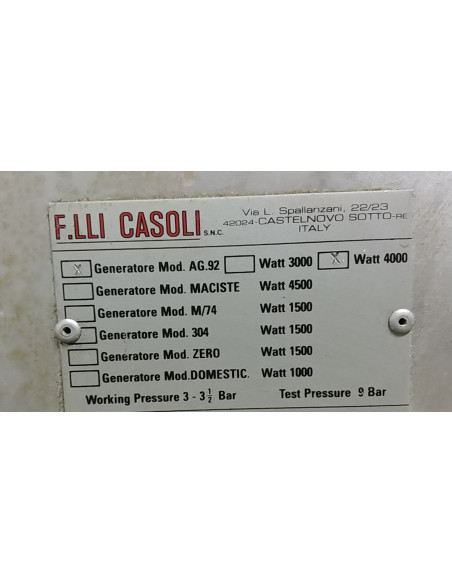 F.LLI CASOLI S.N.C.
Via L. Spallanzani, 22/23
42024-CASTELNOVO SOTTO-RE
ITALY
X Generatore Mod. AG.92 Watt 3000 X Watt 4000
Generatore Mod. MACISTE Watt 4500
Generatore Mod. M/74 Watt 1500
Generatore Mod. 304 Watt 1500
Generatore Mod. ZERO Watt 1500
Generatore Mod.DOMESTIC. Watt 1000
Working Pressure 3 - 3 1/2 Bar Test Pressure 9 Bar